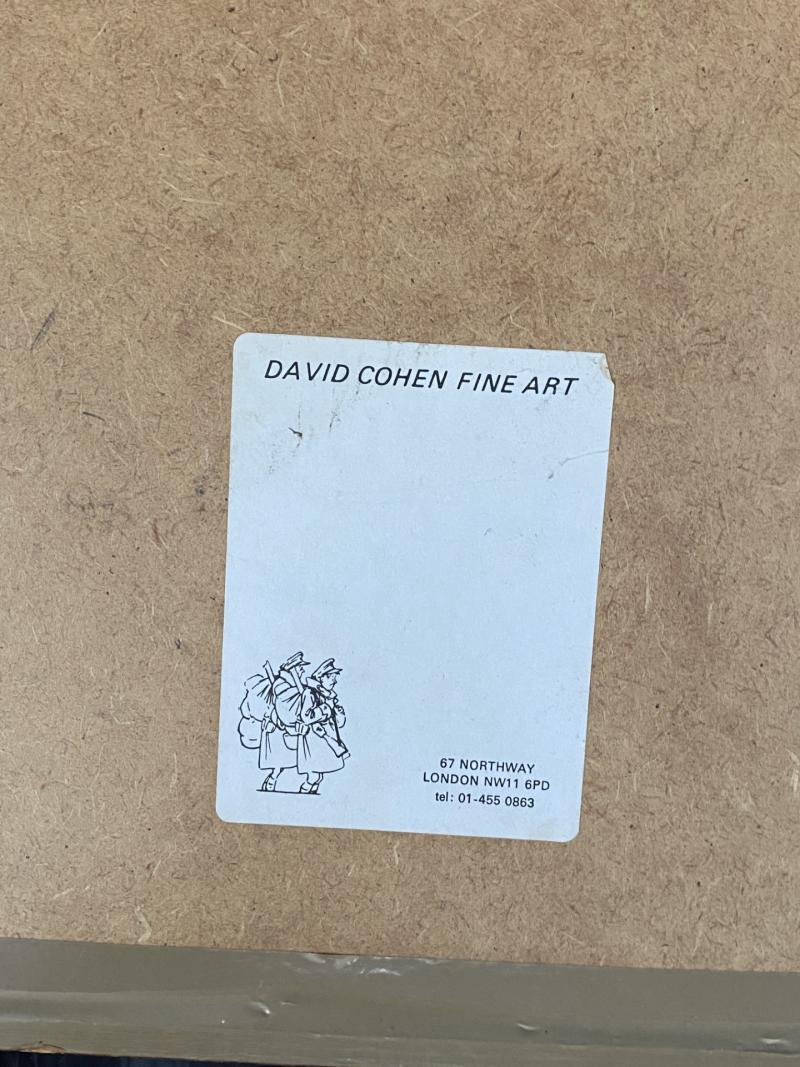 DAVID COHEN FINE ART
67 NORTHWAY
LONDON NW11 6PD
tel: 01-455 0863